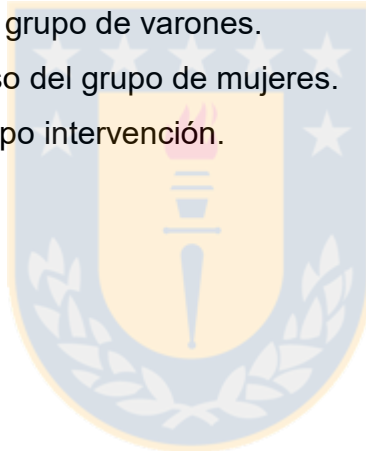 grupo de varones.
so del grupo de mujeres.
po intervención.